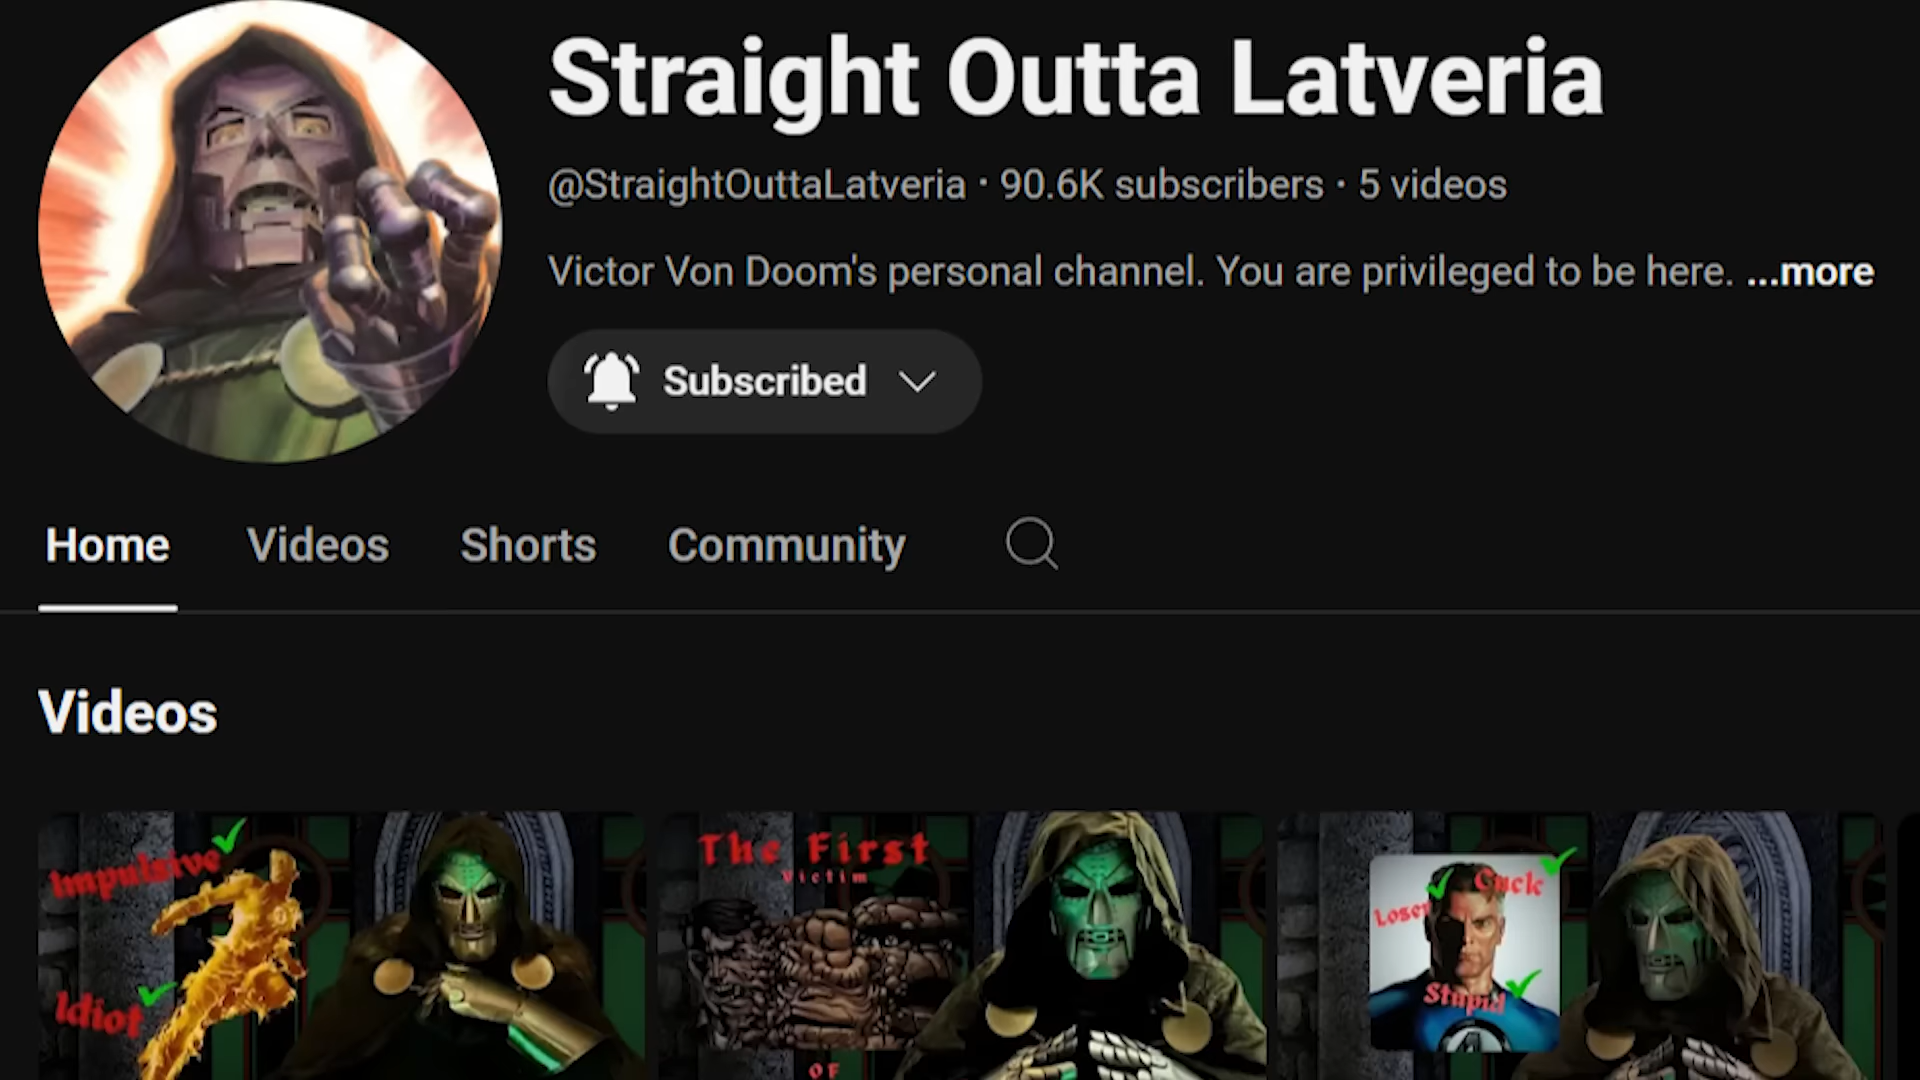 Straight Outta Latveria
@StraightOuttaLatveria · 90.6K subscribers · 5 videos
Victor Von Doom's personal channel. You are privileged to be here. ...more
Subscribed
Home Videos Shorts Community
Videos
Impulsive
Idiot
The First
Victim
OF
Cuck
Loser
Stupid